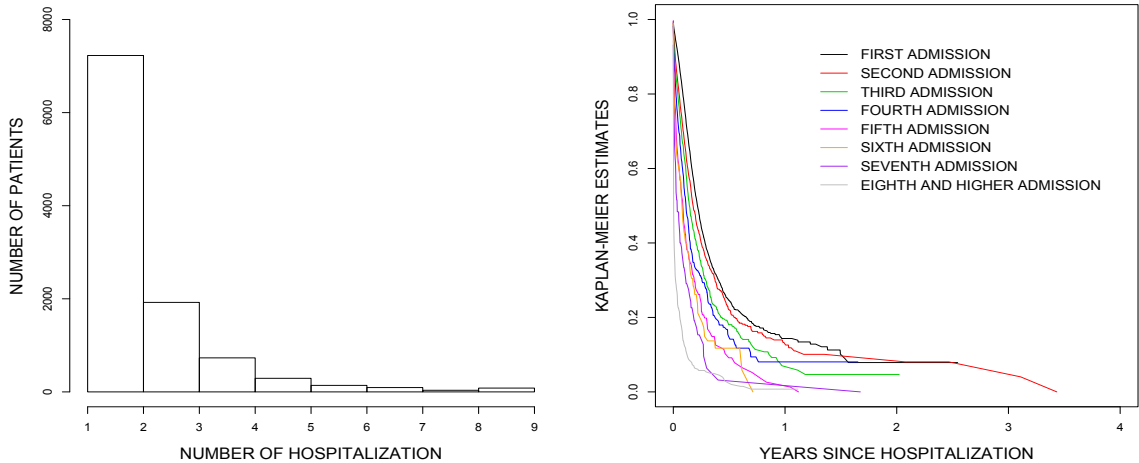 NUMBER OF PATIENTS
8000
6000
4000
2000
0
1 2 3 4 5 6 7 8 9
NUMBER OF HOSPITALIZATION
KAPLAN-MEIER ESTIMATES
1.0
0.8
0.6
0.4
0.2
0.0
FIRST ADMISSION
SECOND ADMISSION
THIRD ADMISSION
FOURTH ADMISSION
FIFTH ADMISSION
SIXTH ADMISSION
SEVENTH ADMISSION
EIGHTH AND HIGHER ADMISSION
0 1 2 3 4
YEARS SINCE HOSPITALIZATION